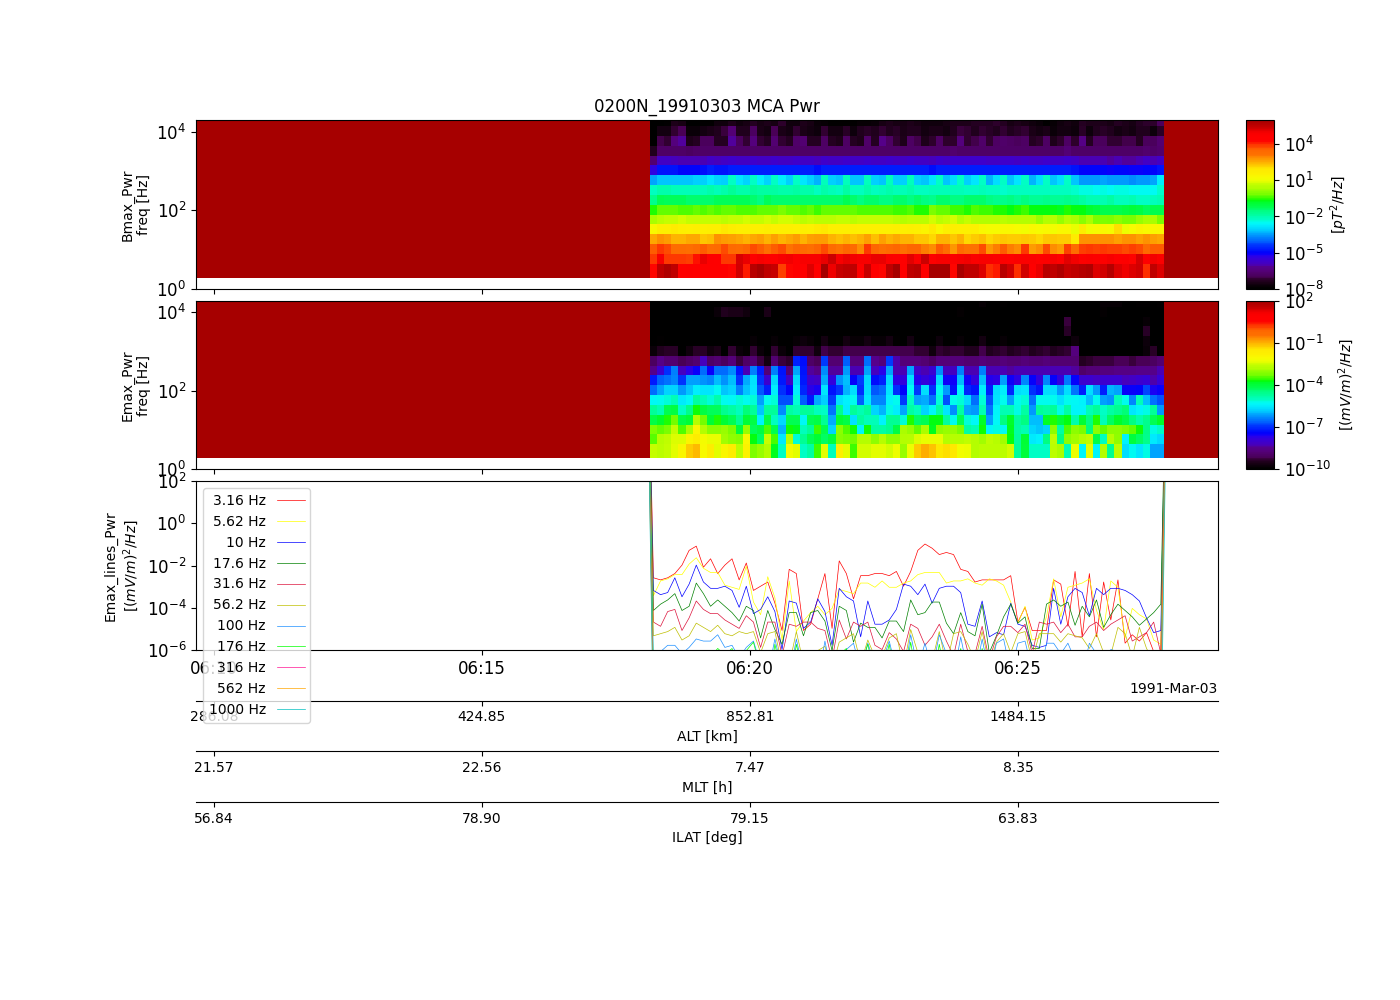 0200N_19910303 MCA Pwr
Bmax_Pwr
freq [Hz]
10^4
10^2
10^0
10^4
10^1
10^-2
10^-5
10^-8
[pT^2/Hz]
Emax_Pwr
freq [Hz]
10^4
10^2
10^0
10^2
10^-1
10^-4
10^-7
10^-10
[(mV/m)^2/Hz]
Emax_lines_Pwr
[(mV/m)^2/Hz]
10^2
10^0
10^-2
10^-4
10^-6
3.16 Hz
5.62 Hz
10 Hz
17.6 Hz
31.6 Hz
56.2 Hz
100 Hz
176 Hz
316 Hz
562 Hz
1000 Hz
06:10 06:15 06:20 06:25
1991-Mar-03
286.08 424.85 852.81 1484.15
ALT [km]
21.57 22.56 7.47 8.35
MLT [h]
56.84 78.90 79.15 63.83
ILAT [deg]